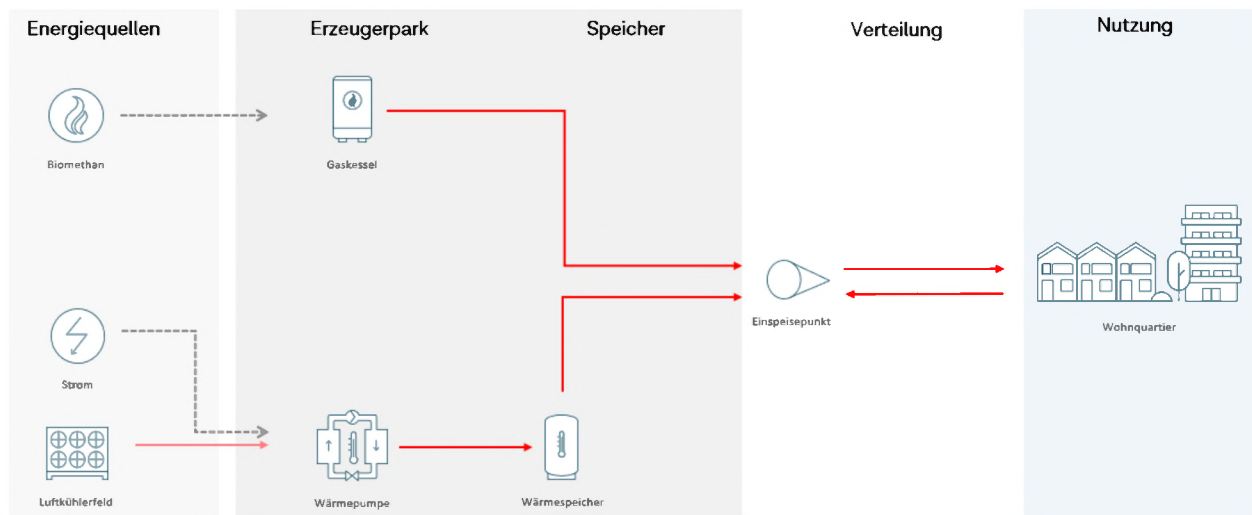 Energiequellen
Erzeugerpark
Speicher
Verteilung
Nutzung
Biomethan
Gaskessel
Einspeisepunkt
Wohnquartier
Strom
Luftkühlerfeld
Wärmepumpe
Wärmespeicher